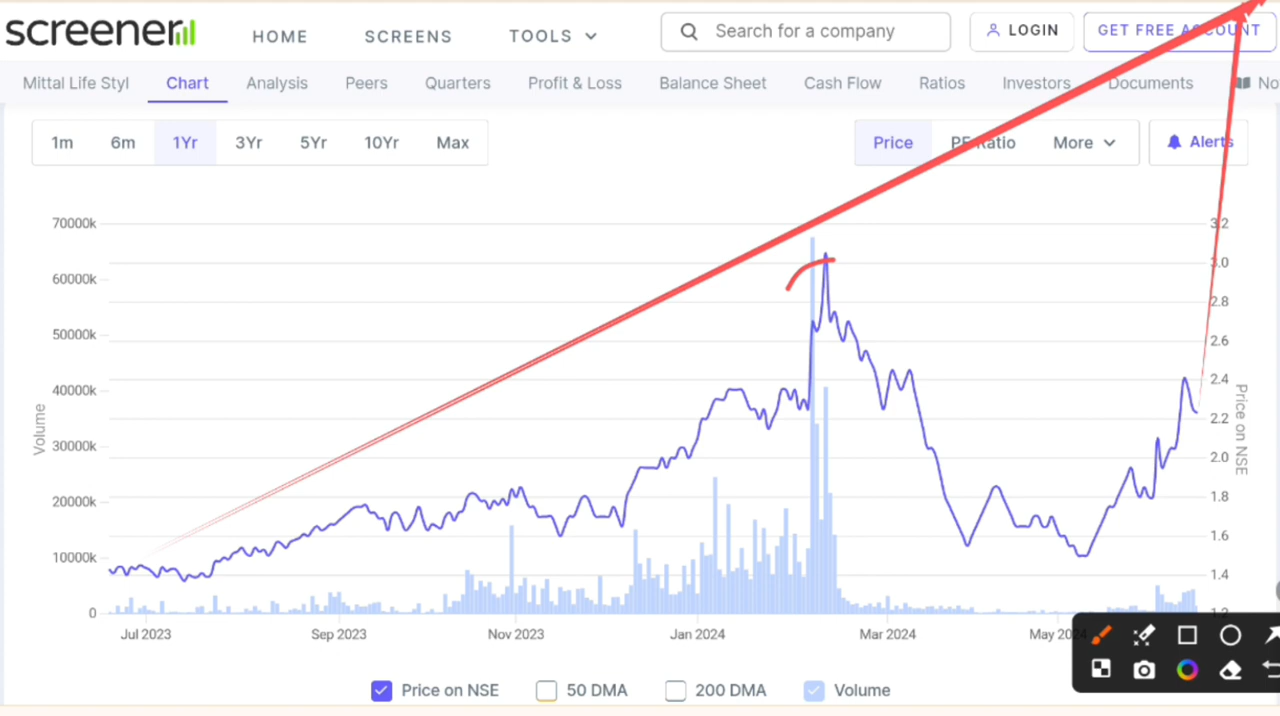 screener
HOME SCREENS TOOLS
Search for a company
LOGIN
GET FREE ACCOUNT
Mittal Life Styl Chart Analysis Peers Quarters Profit & Loss Balance Sheet Cash Flow Ratios Investors Documents No
1m 6m 1Yr 3Yr 5Yr 10Yr Max
Price PE Ratio More Alerts
70000k 3.2
3.0
60000k
2.8
50000k
2.6
40000k 2.4
2.2
30000k
2.0
20000k 1.8
1.6
10000k
1.4
0 1.2
Volume
Price on NSE
Jul 2023 Sep 2023 Nov 2023 Jan 2024 Mar 2024 May 2024
Price on NSE 50 DMA 200 DMA Volume